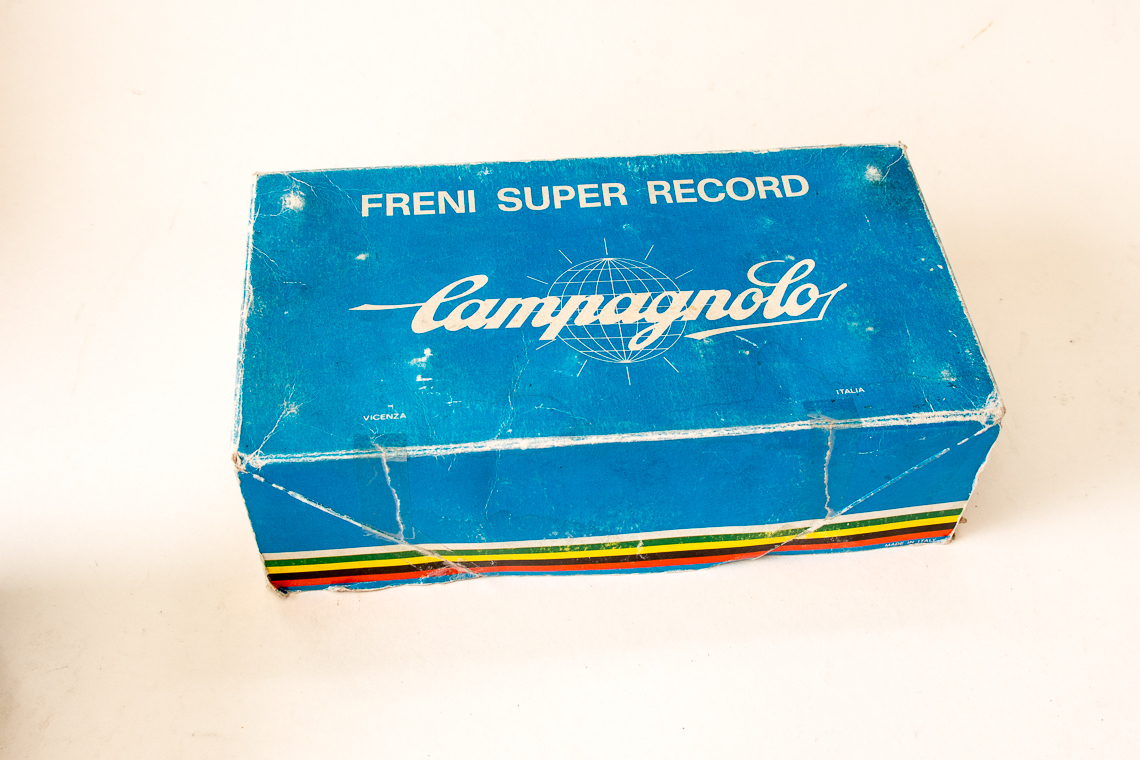 FRENI SUPER RECORD
Campagnolo
VICENZA
ITALIA
MADE IN ITALY